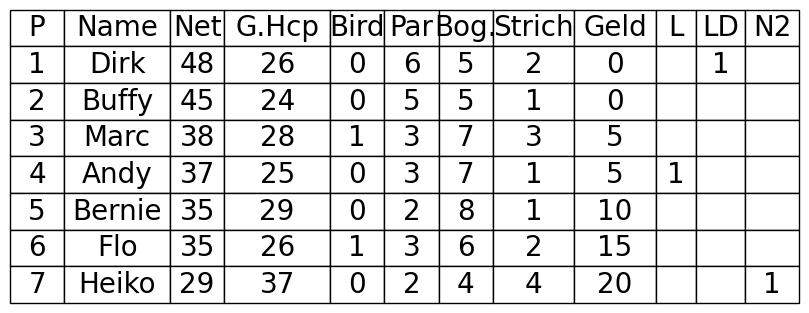 P Name Net G.Hcp Bird Par Bog. Strich Geld L LD N2
1 Dirk 48 26 0 6 5 2 0 1
2 Buffy 45 24 0 5 5 1 0
3 Marc 38 28 1 3 7 3 5
4 Andy 37 25 0 3 7 1 5 1
5 Bernie 35 29 0 2 8 1 10
6 Flo 35 26 1 3 6 2 15
7 Heiko 29 37 0 2 4 4 20 1